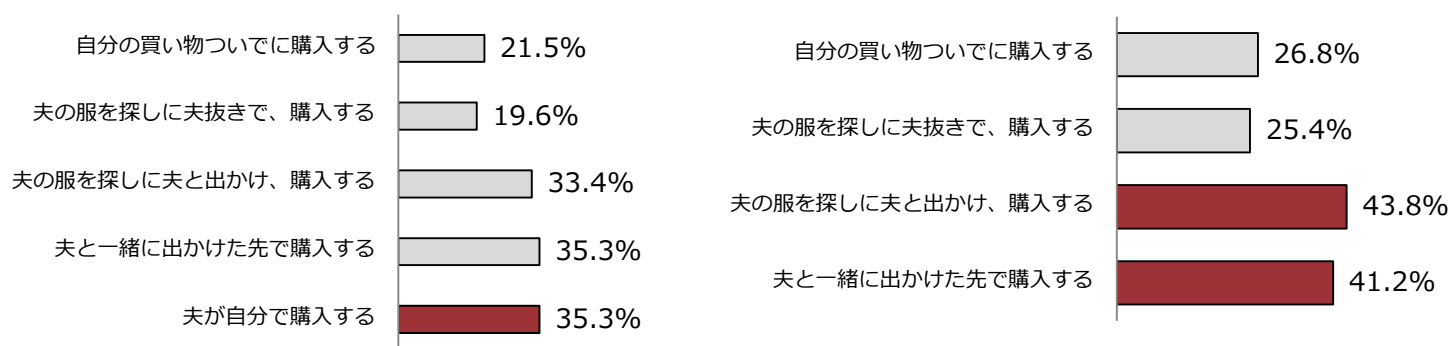 自分の買い物ついでに購入する 21.5%
夫の服を探しに夫抜きで、購入する 19.6%
夫の服を探しに夫と出かけ、購入する 33.4%
夫と一緒に出かけた先で購入する 35.3%
夫が自分で購入する 35.3%
自分の買い物ついでに購入する 26.8%
夫の服を探しに夫抜きで、購入する 25.4%
夫の服を探しに夫と出かけ、購入する 43.8%
夫と一緒に出かけた先で購入する 41.2%